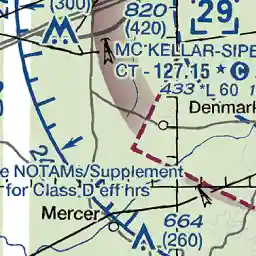 (300)
820
(420)
29
MC KELLAR-SIPE
CT - 127.15 * C
433 *L 60
Denmark
NOTAMs/Supplement
for Class D eff hrs
Mercer
664
(260)